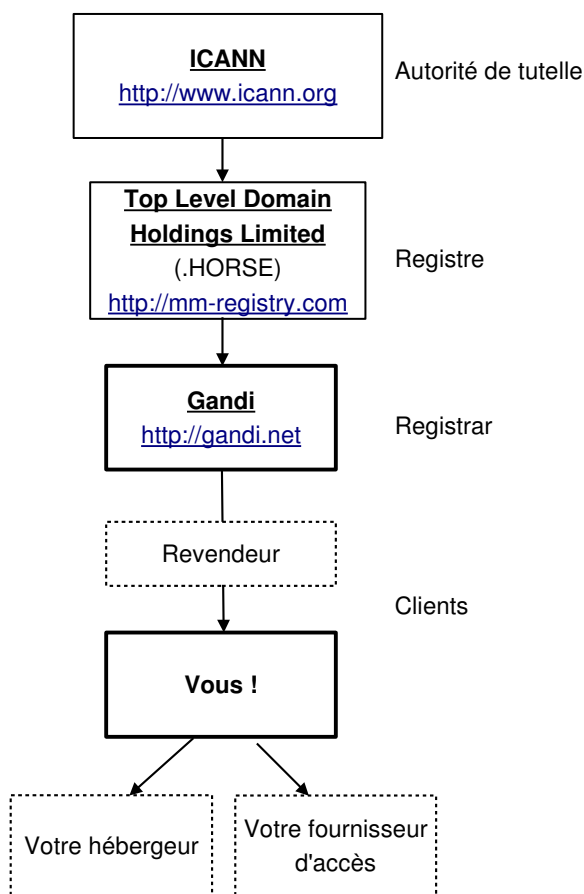 ICANN
http://www.icann.org
Autorité de tutelle
Top Level Domain
Holdings Limited
(.HORSE)
http://mm-registry.com
Registre
Gandi
http://gandi.net
Registrar
Revendeur
Clients
Vous !
Votre hébergeur
Votre fournisseur
d'accès